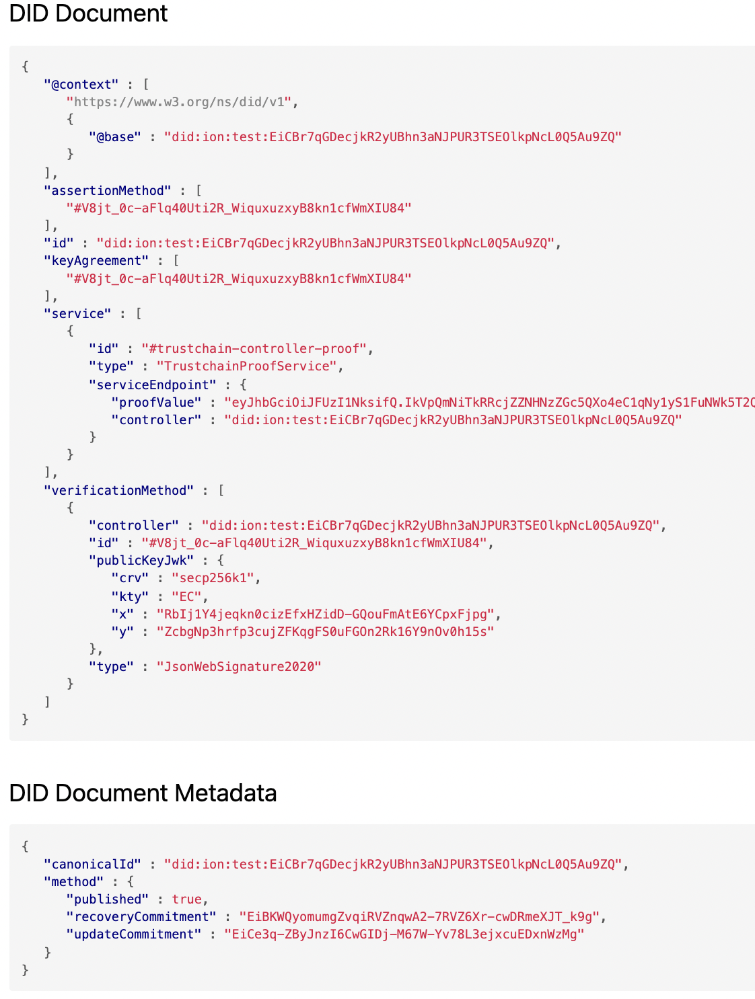 DID Document
{
"@context" : [
"https://www.w3.org/ns/did/v1",
{
"@base" : "did:ion:test:EiCBr7qGDecjkR2yUBhn3aNJPUR3TSEOlkpNcL0Q5Au9ZQ"
}
],
"assertionMethod" : [
"#V8jt_0c-aFlq40Uti2R_WiquxuzxyB8kn1cfWmXIU84"
],
"id" : "did:ion:test:EiCBr7qGDecjkR2yUBhn3aNJPUR3TSEOlkpNcL0Q5Au9ZQ",
"keyAgreement" : [
"#V8jt_0c-aFlq40Uti2R_WiquxuzxyB8kn1cfWmXIU84"
],
"service" : [
{
"id" : "#trustchain-controller-proof",
"type" : "TrustchainProofService",
"serviceEndpoint" : {
"proofValue" : "eyJhbGciOiJFUzI1NksifQ.IkVpQmNiTkRRcjZZNHNzZGc5QXo4eC1qNy1yS1FuNWk5T2Q
"controller" : "did:ion:test:EiCBr7qGDecjkR2yUBhn3aNJPUR3TSEOlkpNcL0Q5Au9ZQ"
}
}
],
"verificationMethod" : [
{
"controller" : "did:ion:test:EiCBr7qGDecjkR2yUBhn3aNJPUR3TSEOlkpNcL0Q5Au9ZQ",
"id" : "#V8jt_0c-aFlq40Uti2R_WiquxuzxyB8kn1cfWmXIU84",
"publicKeyJwk" : {
"crv" : "secp256k1",
"kty" : "EC",
"x" : "RbIj1Y4jeqkn0cizEfxHZidD-GQouFmAtE6YCpxFjpg",
"y" : "ZcbgNp3hrfp3cujZFKqgFS0uFGOn2Rk16Y9nOv0h15s"
},
"type" : "JsonWebSignature2020"
}
]
}
DID Document Metadata
{
"canonicalId" : "did:ion:test:EiCBr7qGDecjkR2yUBhn3aNJPUR3TSEOlkpNcL0Q5Au9ZQ",
"method" : {
"published" : true,
"recoveryCommitment" : "EiBKWQyomumgZvqiRVZnqwA2-7RVZ6Xr-cwDRmeXJT_k9g",
"updateCommitment" : "EiCe3q-ZByJnzI6CwGIDj-M67W-Yv78L3ejxcuEDxnWzMg"
}
}